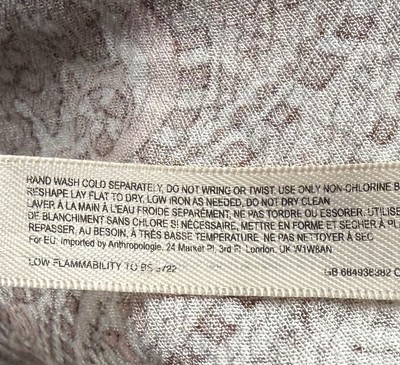 HAND WASH COLD SEPARATELY, DO NOT WRING OR TWIST, USE ONLY NON-CHLORINE B
RESHAPE LAY FLAT TO DRY, LOW IRON AS NEEDED, DO NOT DRY CLEAN
LAVER À LA MAIN À L'EAU FROIDE SÉPARÉMENT, NE PAS TORDRE OU ESSORER. UTILISE
DE BLANCHIMENT SANS CHLORE SI NÉCESSAIRE, METTRE EN FORME ET SÉCHER À PL
REPASSER, AU BESOIN, À TRÈS BASSE TEMPÉRATURE. NE PAS NETTOYER À SEC
For EU: imported by Anthropologie, 24 Market Pl, 3rd Fl, London, UK W1W8AN
LOW FLAMMABILITY TO BS 5722
GB 684938382 C